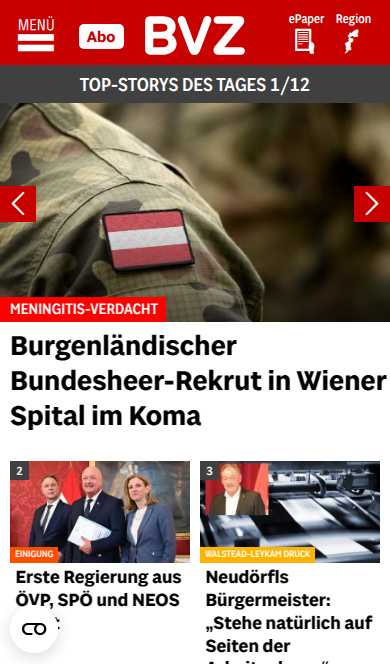 MENÜ
Abo
BVZ
ePaper
Region
TOP-STORYS DES TAGES 1/12
MENINGITIS-VERDACHT
Burgenländischer
Bundesheer-Rekrut in Wiener
Spital im Koma
2
EINIGUNG
Erste Regierung aus
ÖVP, SPÖ und NEOS
3
WALSTEAD-LEYKAM DRUCK
Neudörfls
Bürgermeister:
„Stehe natürlich auf
Seiten der